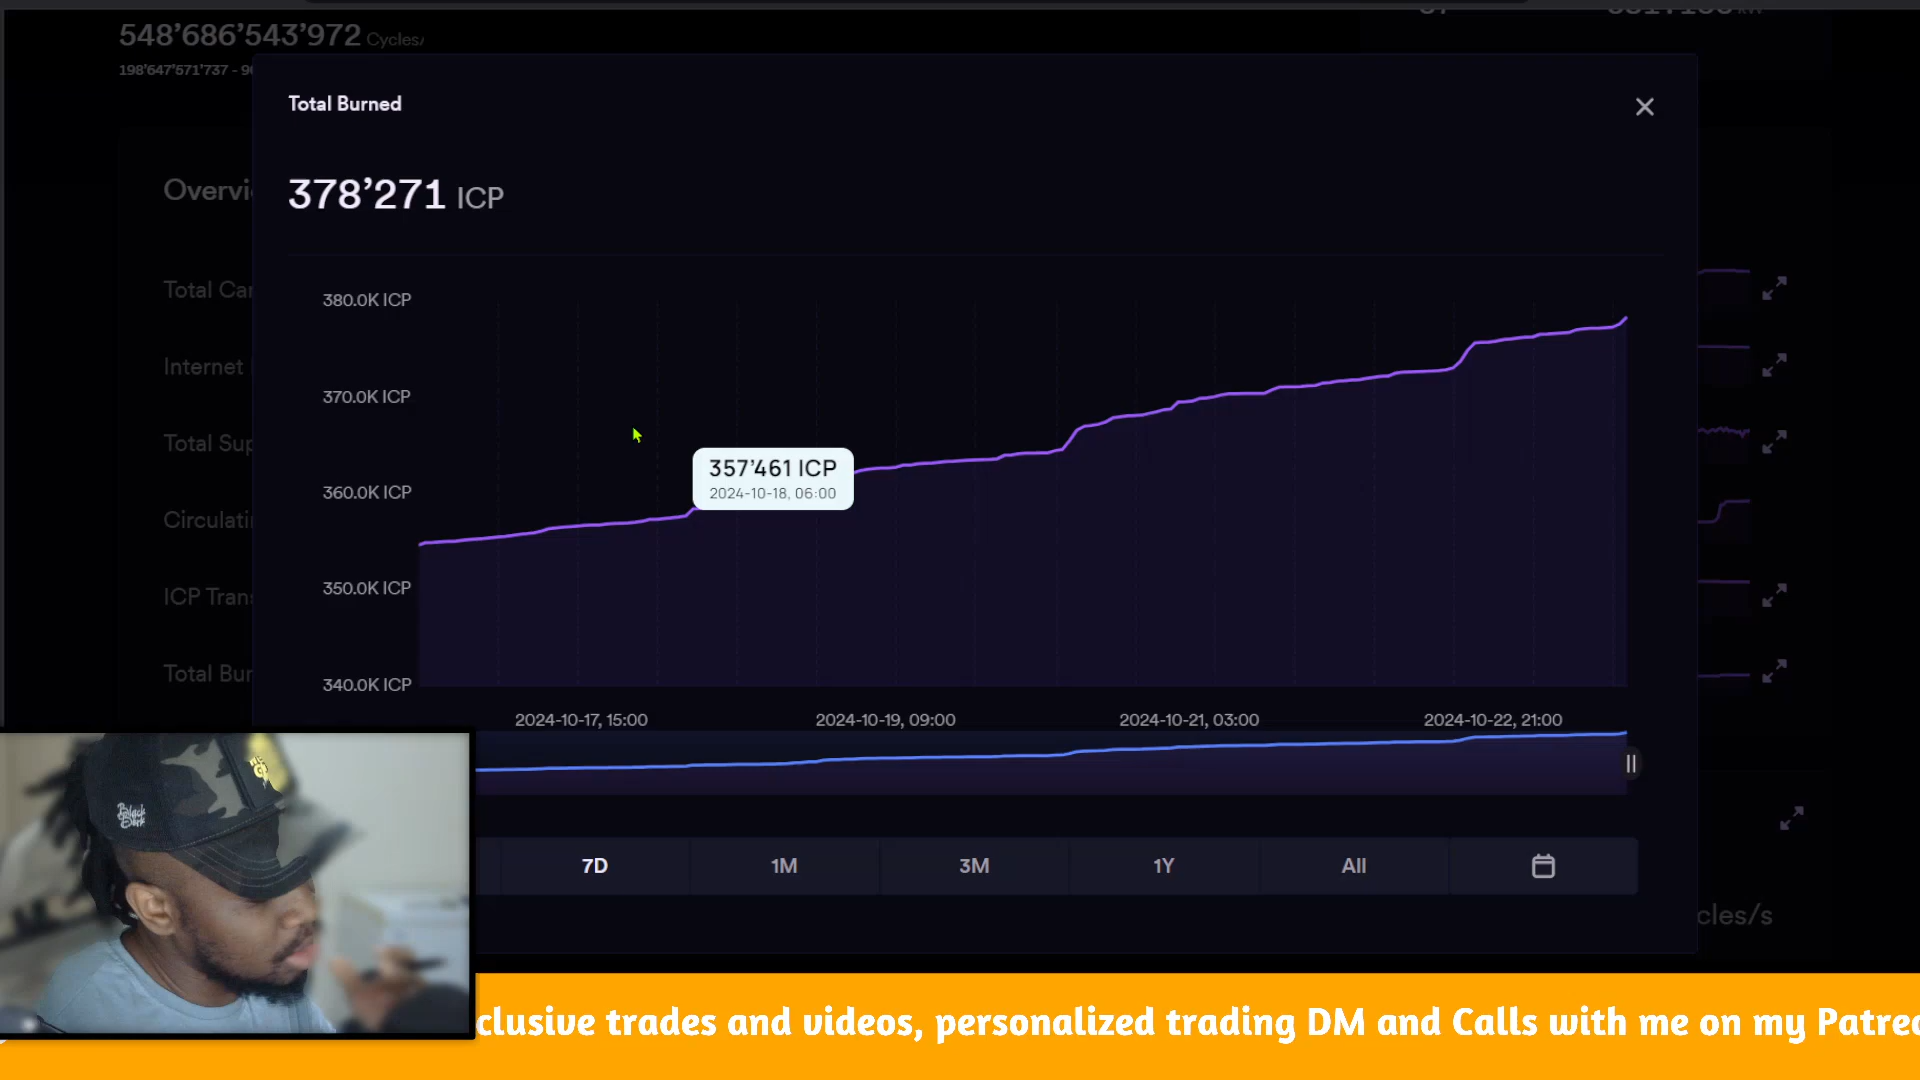 548’686’543’972 Cycles/
198’647’571’737 - 9
Total Burned
378’271 ICP
Overvi
Total Car
Internet
Total Sup
Circulati
ICP Trans
Total Bur
380.0K ICP
370.0K ICP
360.0K ICP
350.0K ICP
340.0K ICP
357’461 ICP
2024-10-18, 06:00
2024-10-17, 15:00
2024-10-19, 09:00
2024-10-21, 03:00
2024-10-22, 21:00
7D
1M
3M
1Y
All
cles/s
clusive trades and videos, personalized trading DM and Calls with me on my Patreo